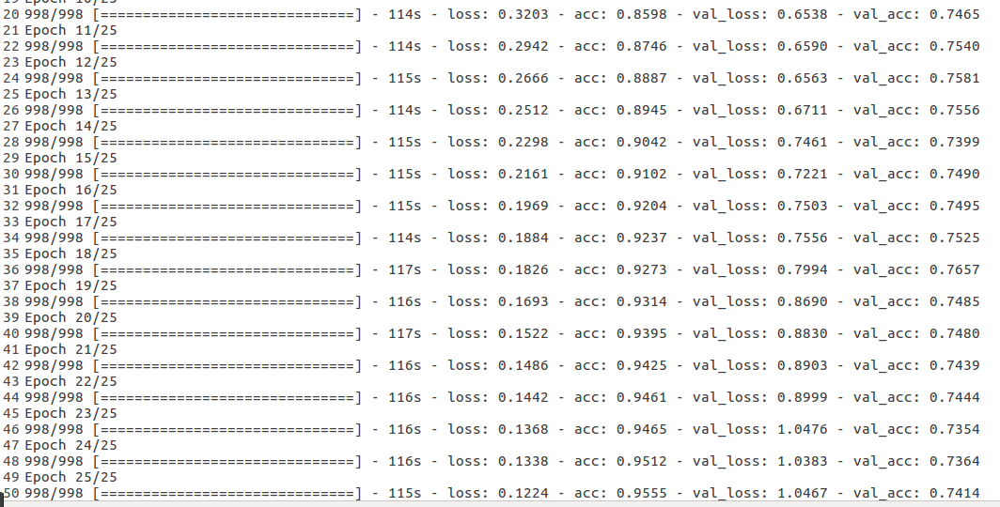 19 Epoch 10/25
20 998/998 [==============================] - 114s - loss: 0.3203 - acc: 0.8598 - val_loss: 0.6538 - val_acc: 0.7465
21 Epoch 11/25
22 998/998 [==============================] - 114s - loss: 0.2942 - acc: 0.8746 - val_loss: 0.6590 - val_acc: 0.7540
23 Epoch 12/25
24 998/998 [==============================] - 115s - loss: 0.2666 - acc: 0.8887 - val_loss: 0.6563 - val_acc: 0.7581
25 Epoch 13/25
26 998/998 [==============================] - 114s - loss: 0.2512 - acc: 0.8945 - val_loss: 0.6711 - val_acc: 0.7556
27 Epoch 14/25
28 998/998 [==============================] - 115s - loss: 0.2298 - acc: 0.9042 - val_loss: 0.7461 - val_acc: 0.7399
29 Epoch 15/25
30 998/998 [==============================] - 115s - loss: 0.2161 - acc: 0.9102 - val_loss: 0.7221 - val_acc: 0.7490
31 Epoch 16/25
32 998/998 [==============================] - 115s - loss: 0.1969 - acc: 0.9204 - val_loss: 0.7503 - val_acc: 0.7495
33 Epoch 17/25
34 998/998 [==============================] - 114s - loss: 0.1884 - acc: 0.9237 - val_loss: 0.7556 - val_acc: 0.7525
35 Epoch 18/25
36 998/998 [==============================] - 117s - loss: 0.1826 - acc: 0.9273 - val_loss: 0.7994 - val_acc: 0.7657
37 Epoch 19/25
38 998/998 [==============================] - 116s - loss: 0.1693 - acc: 0.9314 - val_loss: 0.8690 - val_acc: 0.7485
39 Epoch 20/25
40 998/998 [==============================] - 117s - loss: 0.1522 - acc: 0.9395 - val_loss: 0.8830 - val_acc: 0.7480
41 Epoch 21/25
42 998/998 [==============================] - 116s - loss: 0.1486 - acc: 0.9425 - val_loss: 0.8903 - val_acc: 0.7439
43 Epoch 22/25
44 998/998 [==============================] - 116s - loss: 0.1442 - acc: 0.9461 - val_loss: 0.8999 - val_acc: 0.7444
45 Epoch 23/25
46 998/998 [==============================] - 116s - loss: 0.1368 - acc: 0.9465 - val_loss: 1.0476 - val_acc: 0.7354
47 Epoch 24/25
48 998/998 [==============================] - 116s - loss: 0.1338 - acc: 0.9512 - val_loss: 1.0383 - val_acc: 0.7364
49 Epoch 25/25
50 998/998 [==============================] - 115s - loss: 0.1224 - acc: 0.9555 - val_loss: 1.0467 - val_acc: 0.7414